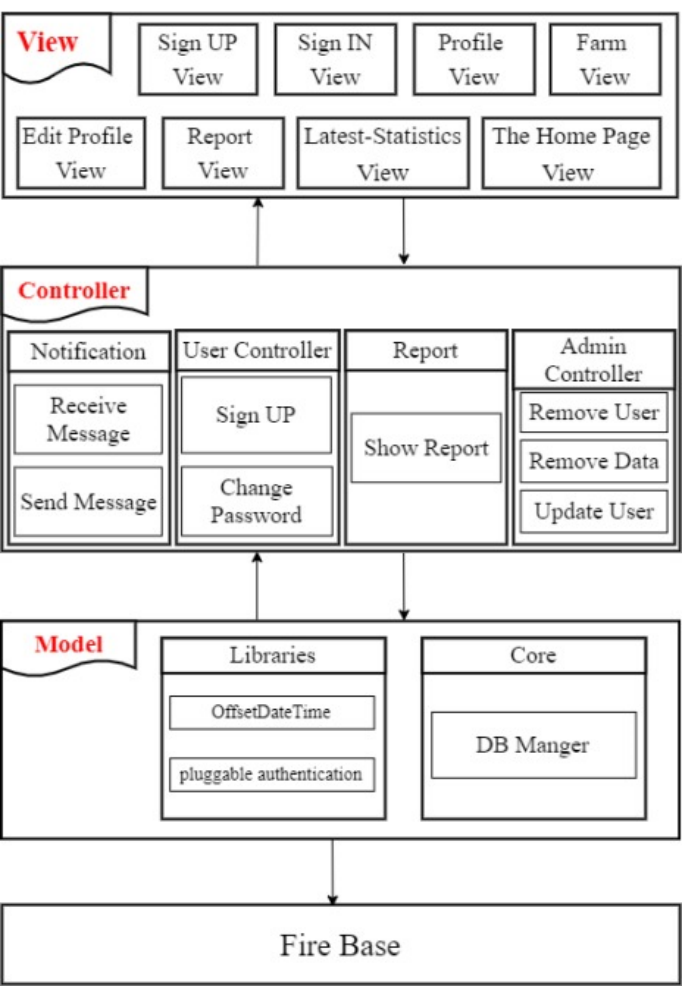 View
Sign UP
View
Sign IN
View
Profile
View
Farm
View
Edit Profile
View
Report
View
Latest-Statistics
View
The Home Page
View
Controller
Notification
Receive
Message
Send Message
User Controller
Sign UP
Change
Password
Report
Show Report
Admin
Controller
Remove User
Remove Data
Update User
Model
Libraries
OffsetDateTime
pluggable authentication
Core
DB Manger
Fire Base